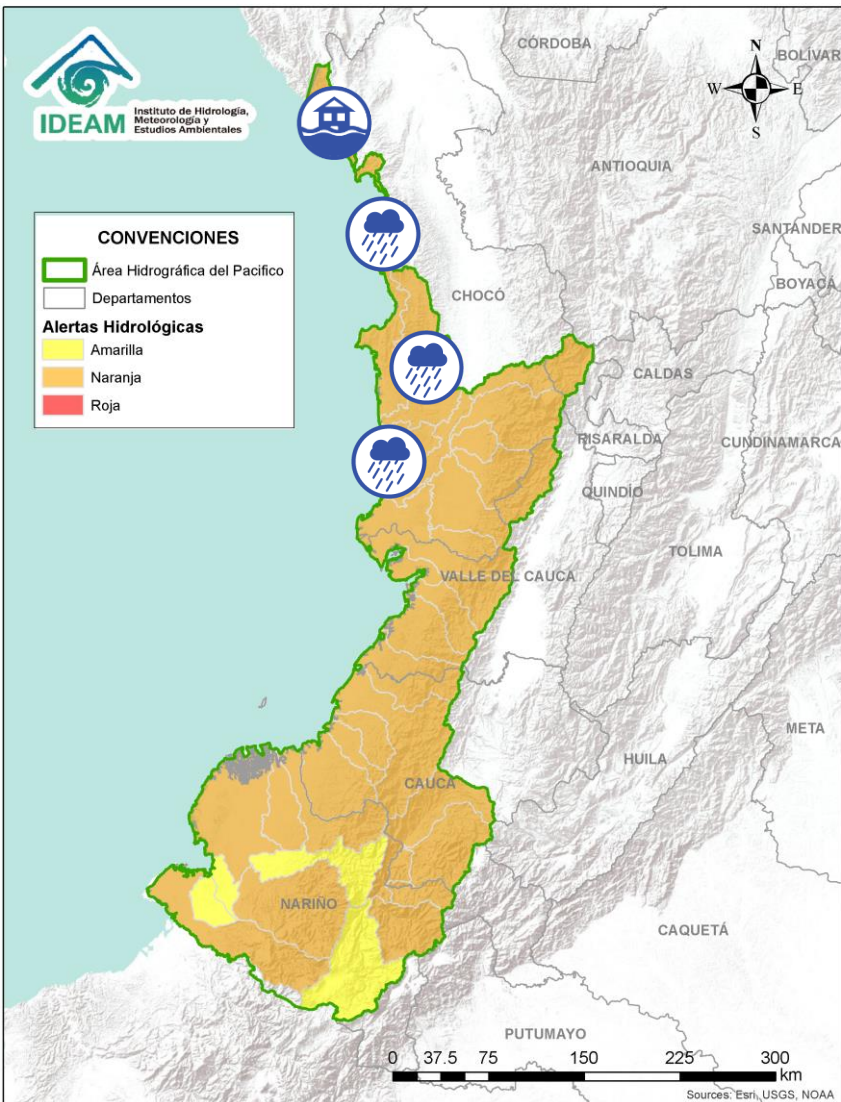 IDEAM
Instituto de Hidrología,
Meteorología y
Estudios Ambientales
CÓRDOBA
BOLÍVAR
N
W
E
S
ANTIOQUIA
SANTANDER
BOYACÁ
CONVENCIONES
Área Hidrográfica del Pacifico
Departamentos
Alertas Hidrológicas
Amarilla
Naranja
Roja
CHOCÓ
CALDAS
RISARALDA
CUNDINAMARCA
QUINDÍO
TOLIMA
VALLE DEL CAUCA
META
HUILA
CAUCA
NARIÑO
CAQUETÁ
PUTUMAYO
0 37.5 75 150 225 300
km
Sources: Esri, USGS, NOAA